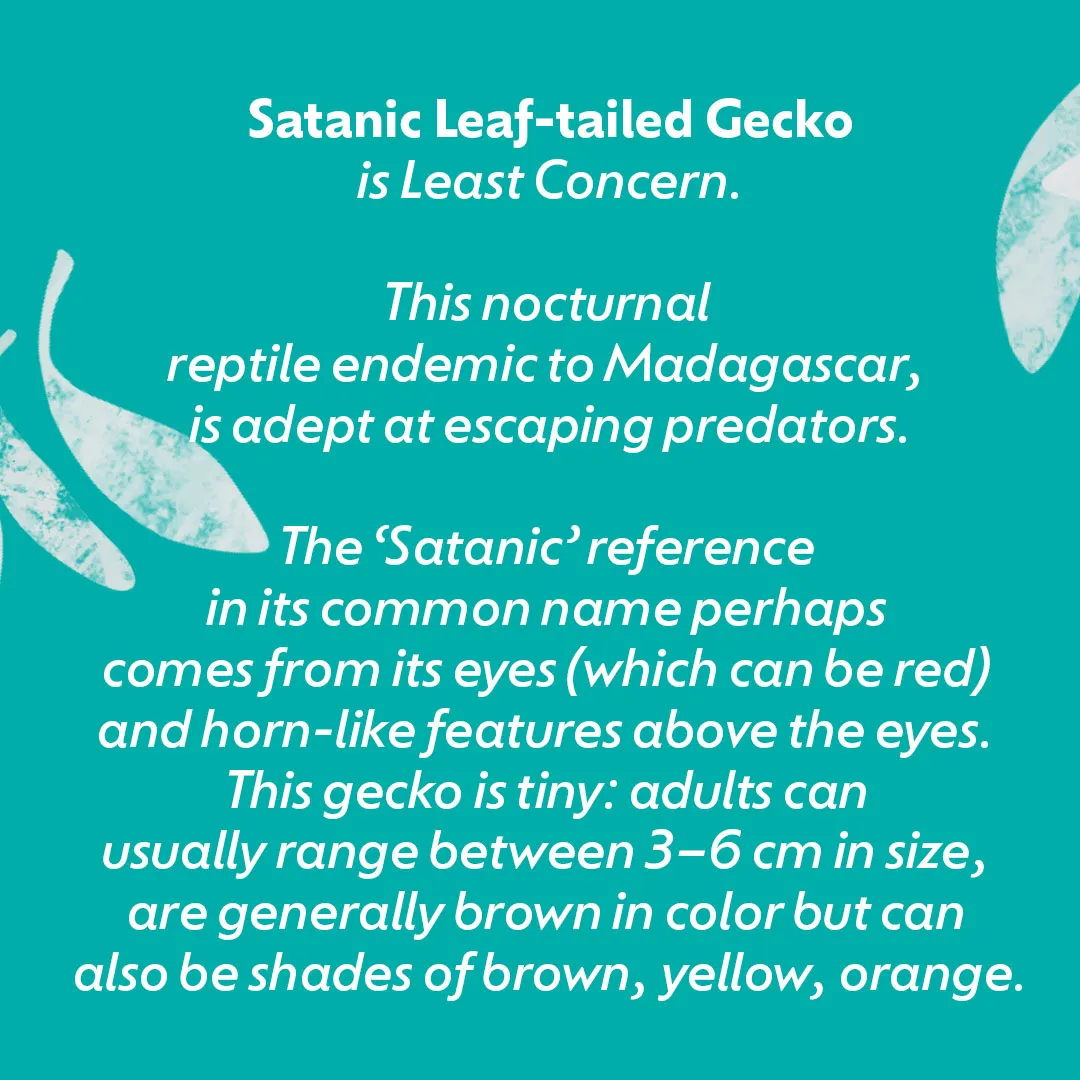 Satanic Leaf-tailed Gecko
is Least Concern.
This nocturnal
reptile endemic to Madagascar,
is adept at escaping predators.
The ‘Satanic’ reference
in its common name perhaps
comes from its eyes (which can be red)
and horn-like features above the eyes.
This gecko is tiny: adults can
usually range between 3–6 cm in size,
are generally brown in color but can
also be shades of brown, yellow, orange.